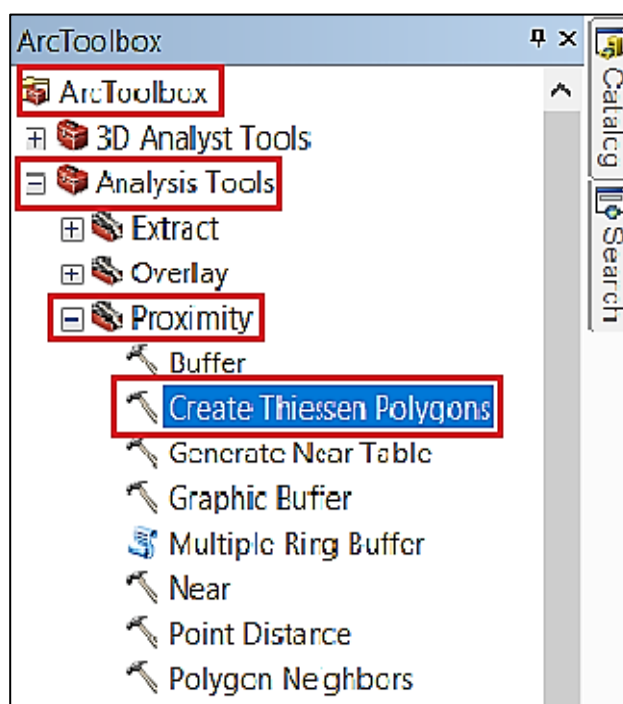 ArcToolbox
ArcToolbox
3D Analyst Tools
Analysis Tools
Extract
Overlay
Proximity
Buffer
Create Thiessen Polygons
Generate Near Table
Graphic Buffer
Multiple Ring Buffer
Near
Point Distance
Polygon Neighbors
Catalog
Search